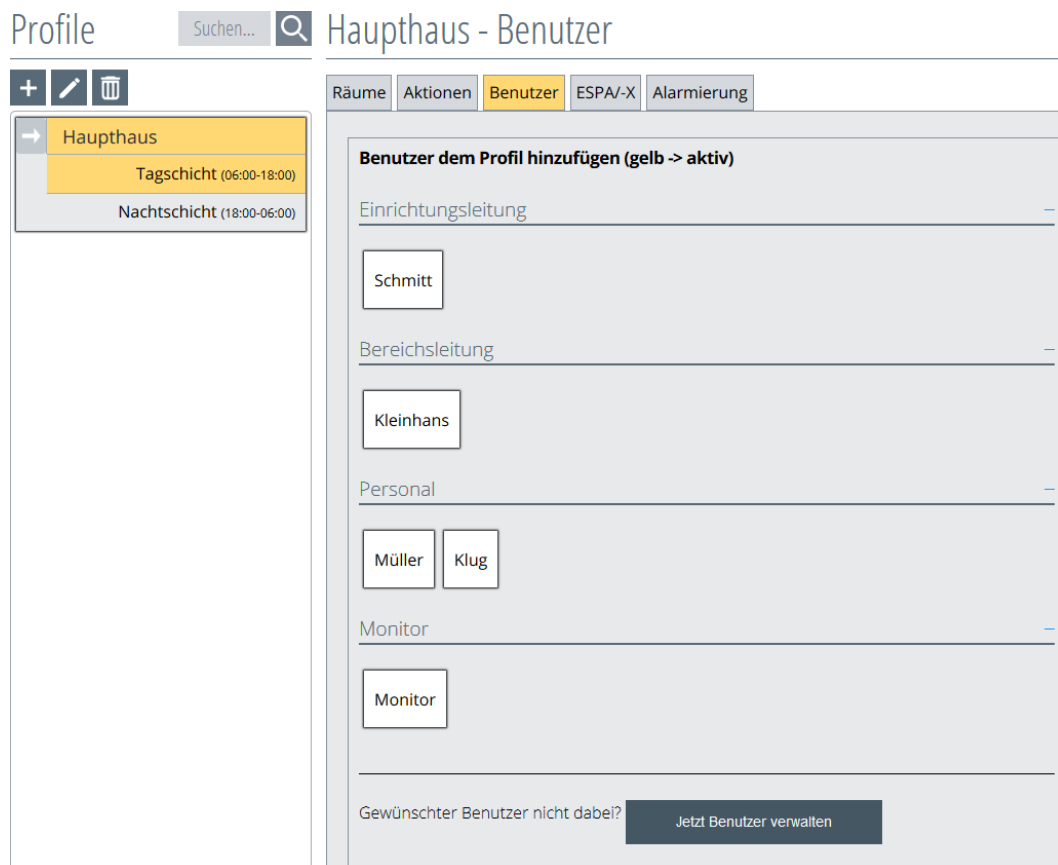 Profile
Suchen...
Haupthaus - Benutzer
Räume Aktionen Benutzer ESPA/-X Alarmierung
Haupthaus
Tagschicht (06:00-18:00)
Nachtschicht (18:00-06:00)
Benutzer dem Profil hinzufügen (gelb -> aktiv)
Einrichtungsleitung
Schmitt
Bereichsleitung
Kleinhans
Personal
Müller Klug
Monitor
Monitor
Gewünschter Benutzer nicht dabei? Jetzt Benutzer verwalten